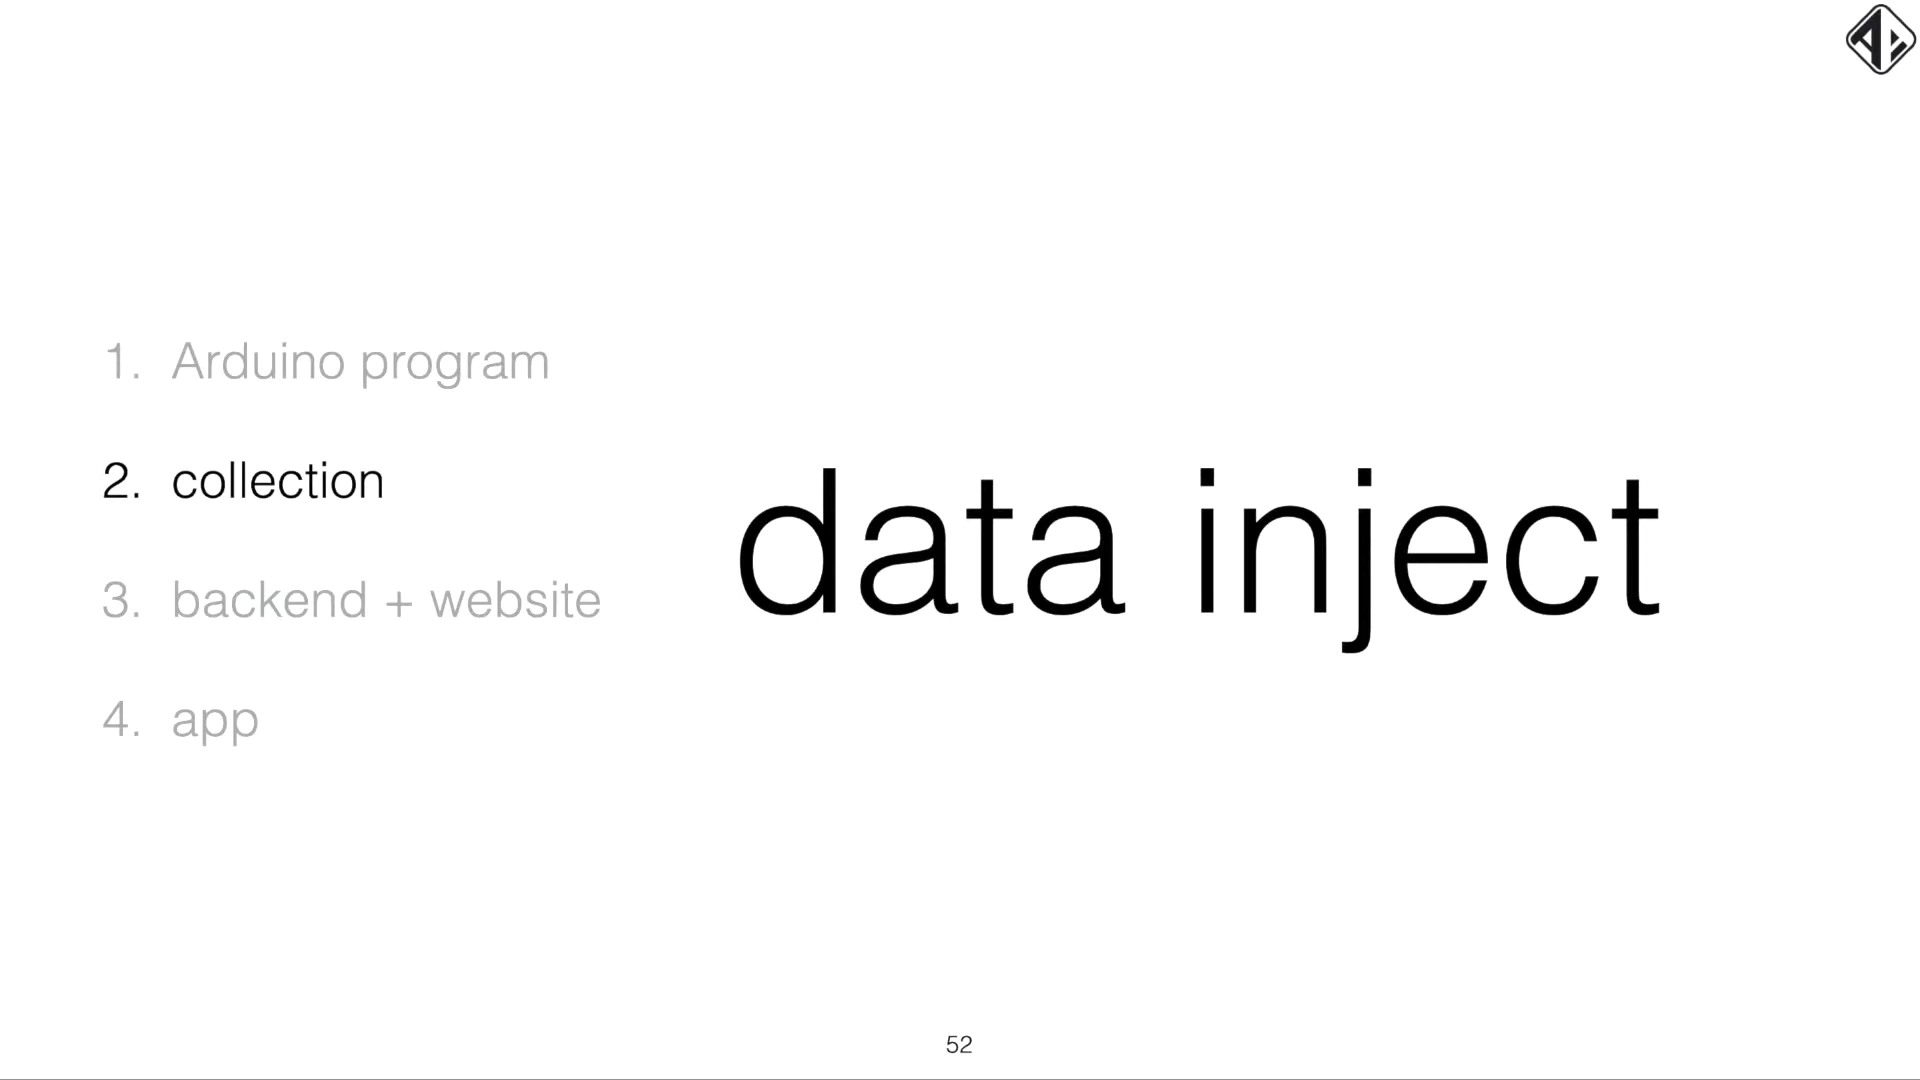 1. Arduino program
2. collection
3. backend + website
4. app
data inject
52